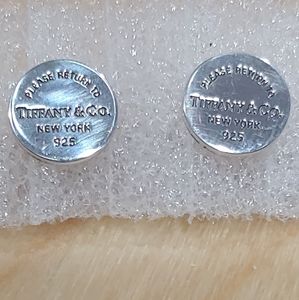 PLEASE RETURN TO
TIFFANY & CO.
NEW YORK
925
PLEASE RETURN TO
TIFFANY & CO.
NEW YORK
925